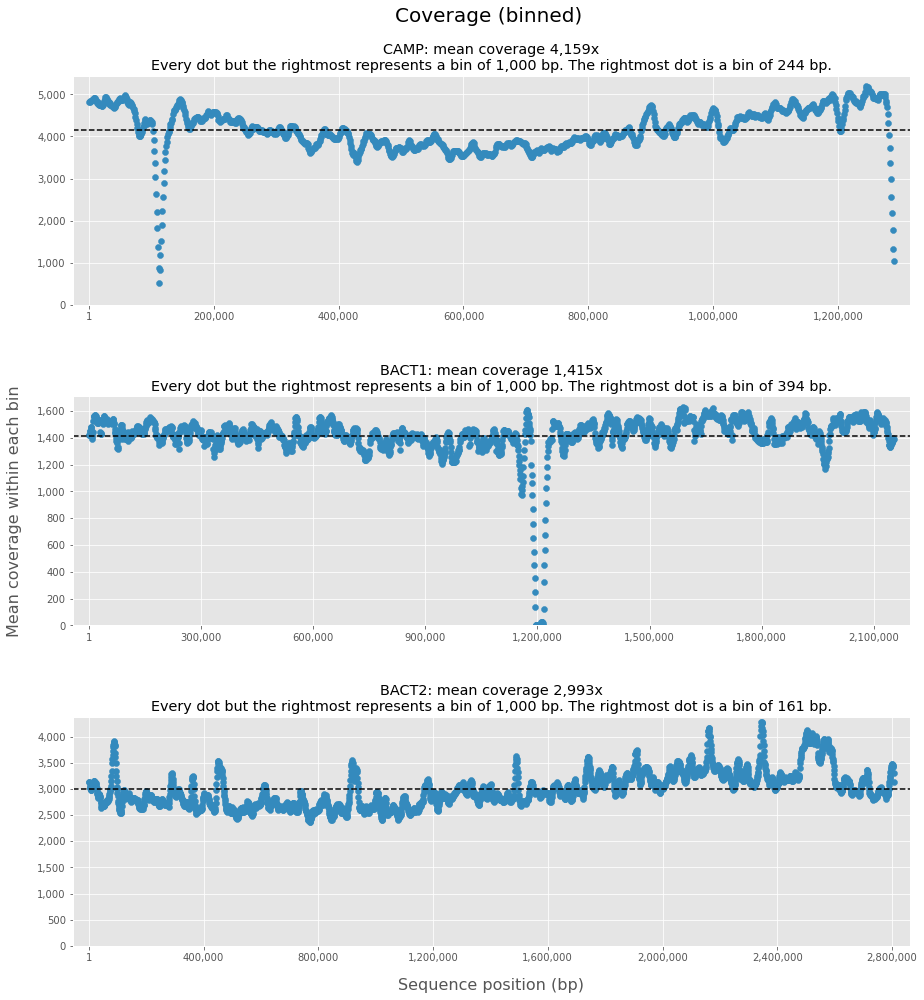 Coverage (binned)
CAMP: mean coverage 4,159x
Every dot but the rightmost represents a bin of 1,000 bp. The rightmost dot is a bin of 244 bp.
5,000
4,000
3,000
2,000
1,000
0
1 200,000 400,000 600,000 800,000 1,000,000 1,200,000
Mean coverage within each bin
BACT1: mean coverage 1,415x
Every dot but the rightmost represents a bin of 1,000 bp. The rightmost dot is a bin of 394 bp.
1,600
1,400
1,200
1,000
800
600
400
200
0
1 300,000 600,000 900,000 1,200,000 1,500,000 1,800,000 2,100,000
BACT2: mean coverage 2,993x
Every dot but the rightmost represents a bin of 1,000 bp. The rightmost dot is a bin of 161 bp.
4,000
3,500
3,000
2,500
2,000
1,500
1,000
500
0
1 400,000 800,000 1,200,000 1,600,000 2,000,000 2,400,000 2,800,000
Sequence position (bp)